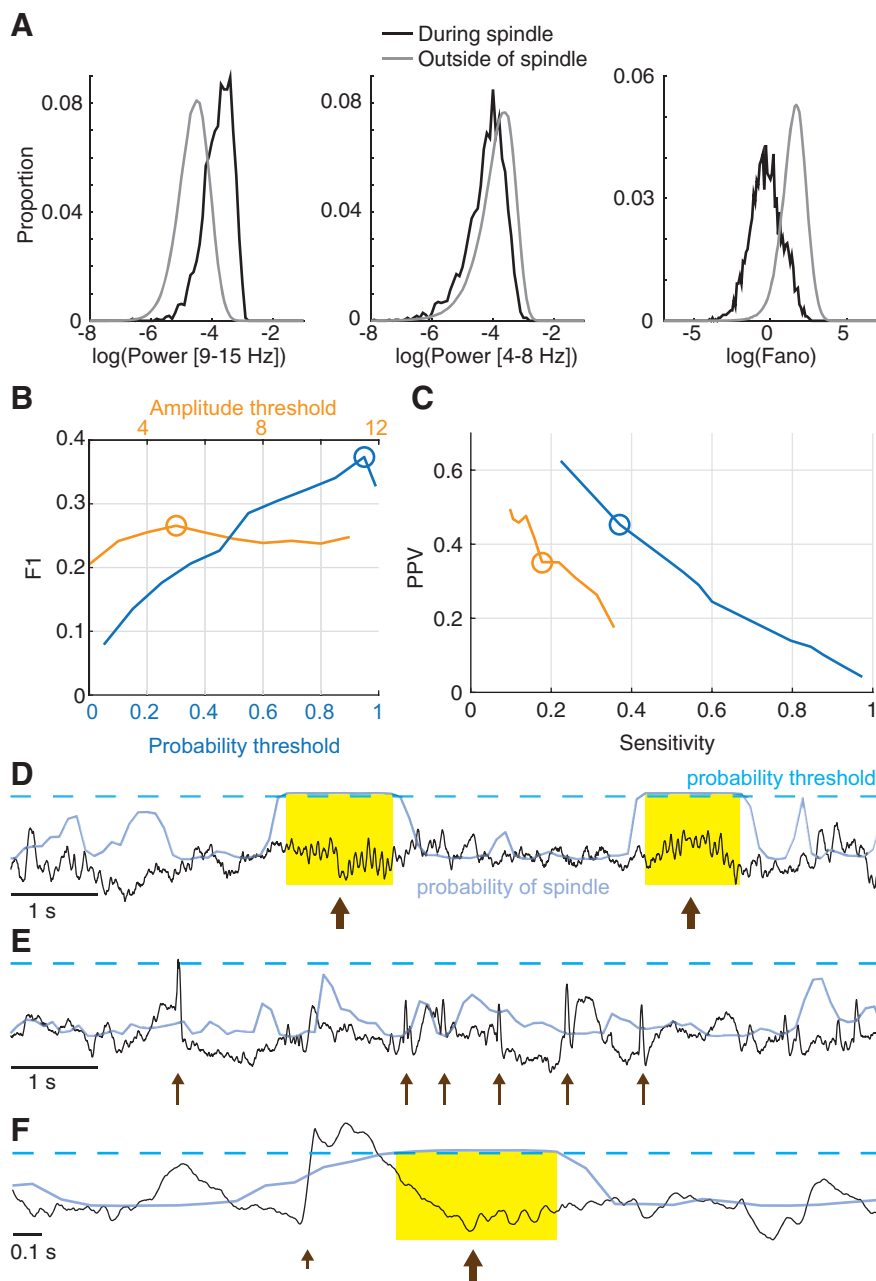 A
During spindle
Outside of spindle
0.08
0.04
0
Proportion
-8 -6 -4 -2
log(Power [9-15 Hz])
0.08
0.04
0
-8 -6 -4 -2
log(Power [4-8 Hz])
0.06
0.03
0
-5 0 5
log(Fano)
B
Amplitude threshold
4 8 12
0.4
0.3
0.2
0.1
0
F1
0 0.2 0.4 0.6 0.8 1
Probability threshold
C
0.6
0.4
0.2
0
PPV
0.2 0.4 0.6 0.8 1
Sensitivity
D
probability threshold
probability of spindle
1 s
E
1 s
F
0.1 s